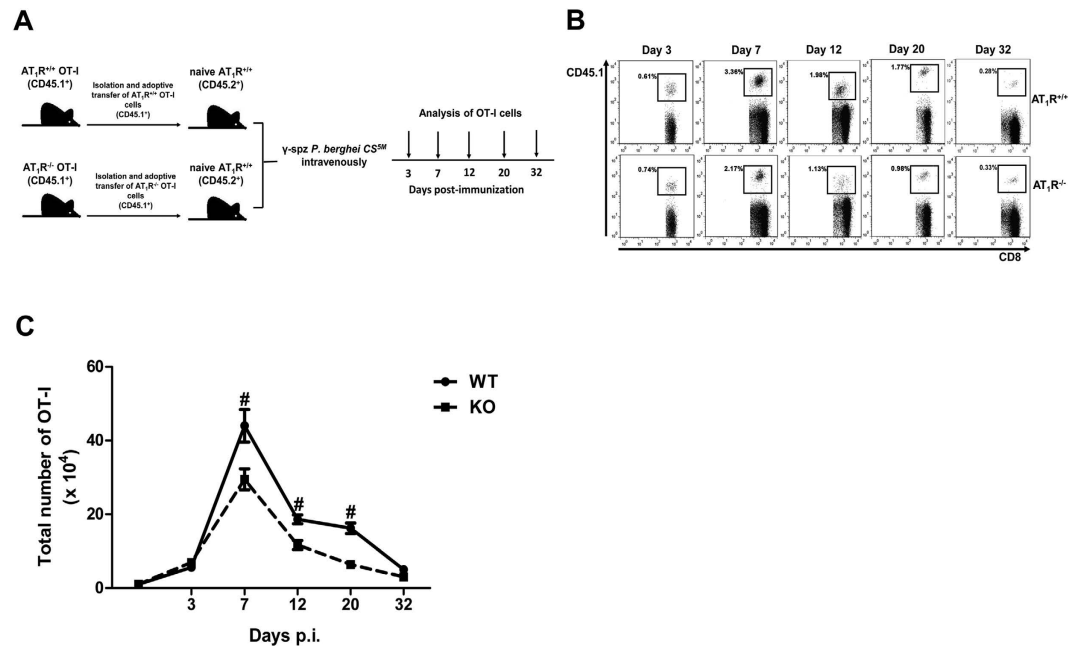 A
AT₁R⁺/⁺ OT-I
(CD45.1⁺)
Isolation and adoptive
transfer of AT₁R⁺/⁺ OT-I
cells
(CD45.1⁺)
naive AT₁R⁺/⁺
(CD45.2⁺)
AT₁R⁻/⁻ OT-I
(CD45.1⁺)
Isolation and adoptive
transfer of AT₁R⁻/⁻ OT-I
cells
(CD45.1⁺)
naive AT₁R⁺/⁺
(CD45.2⁺)
γ-spz P. berghei CS⁵ᴹ
intravenously
Analysis of OT-I cells
3 7 12 20 32
Days post-immunization
B
Day 3 Day 7 Day 12 Day 20 Day 32
CD45.1
0.61% 3.36% 1.98% 1.77% 0.28%
AT₁R⁺/⁺
0.74% 2.17% 1.13% 0.98% 0.33%
AT₁R⁻/⁻
CD8
C
Total number of OT-I
(x 10⁴)
60
40
20
0
# # #
3 7 12 20 32
Days p.i.
WT
KO